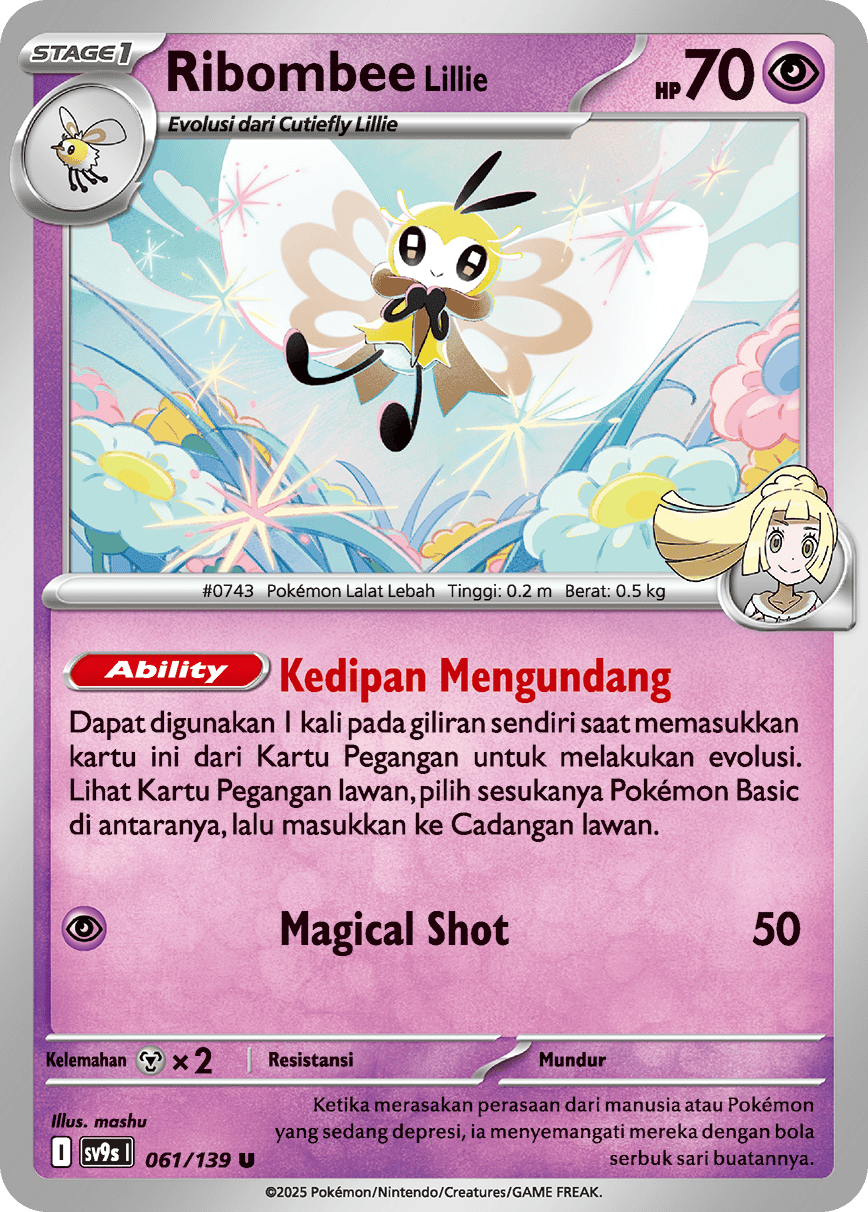 STAGE 1
Ribombee Lillie
HP 70
Evolusi dari Cutiefly Lillie
#0743 Pokémon Lalat Lebah Tinggi: 0.2 m Berat: 0.5 kg
Ability Kedipan Mengundang
Dapat digunakan 1 kali pada giliran sendiri saat memasukkan
kartu ini dari Kartu Pegangan untuk melakukan evolusi.
Lihat Kartu Pegangan lawan, pilih sesukanya Pokémon Basic
di antaranya, lalu masukkan ke Cadangan lawan.
Magical Shot 50
Kelemahan ×2 Resistansi Mundur
Ketika merasakan perasaan dari manusia atau Pokémon
yang sedang depresi, ia menyemangati mereka dengan bola
serbuk sari buatannya.
Illus. mashu
I sv9s I 061/139 U
©2025 Pokémon/Nintendo/Creatures/GAME FREAK.